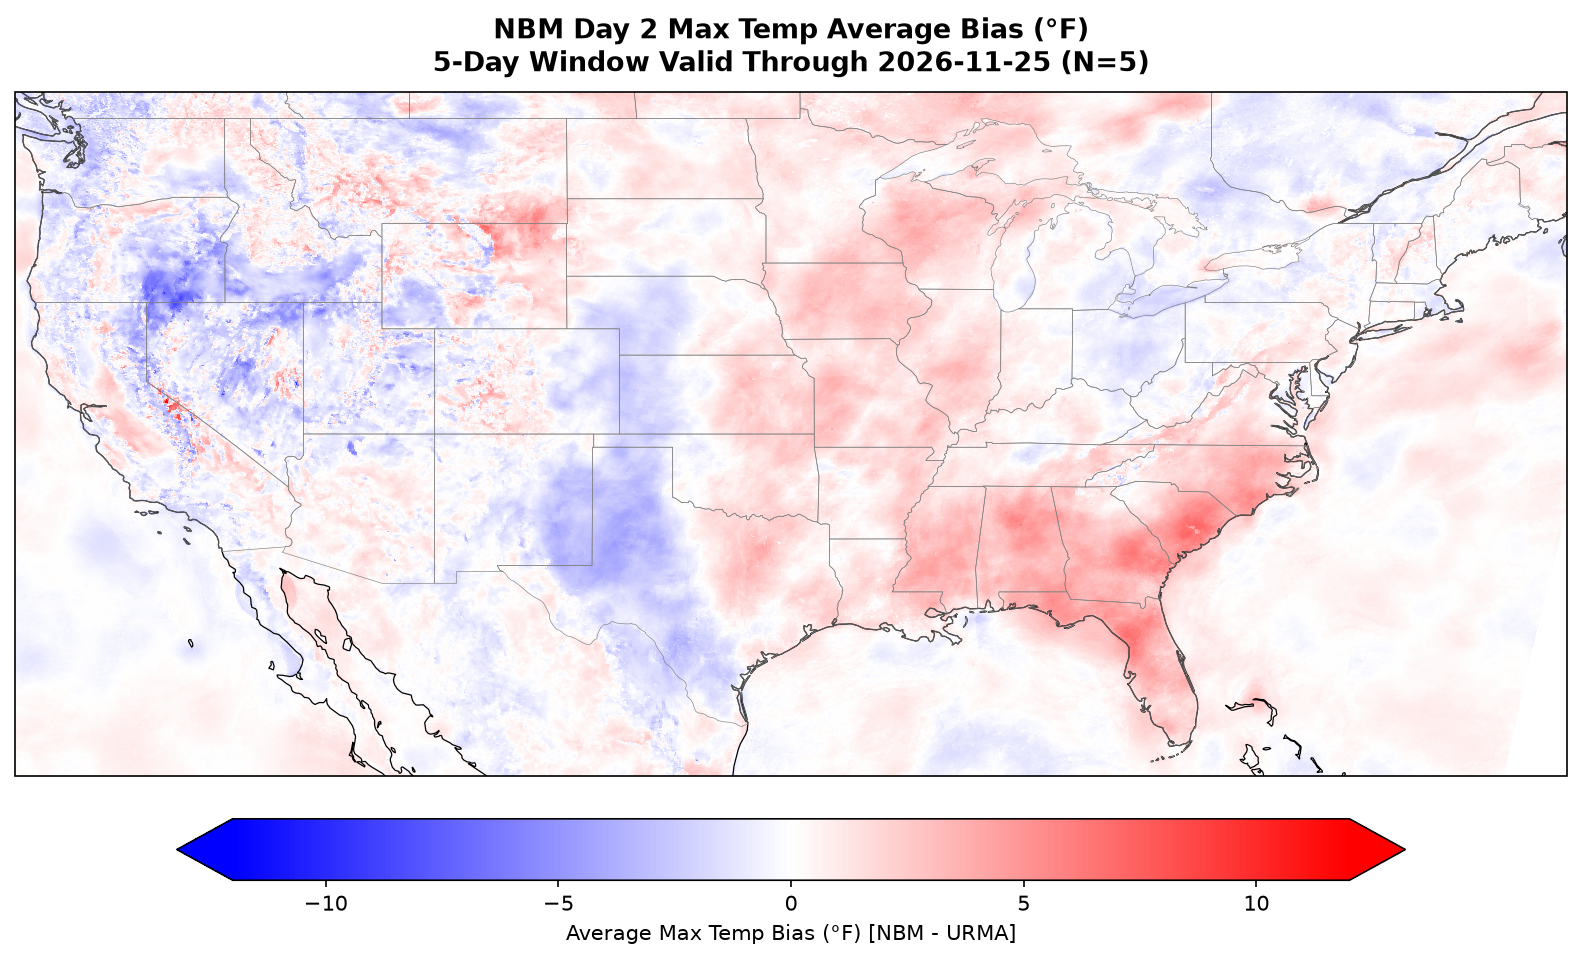 NBM Day 2 Max Temp Average Bias (°F)
5-Day Window Valid Through 2026-11-25 (N=5)
−10 −5 0 5 10
Average Max Temp Bias (°F) [NBM - URMA]